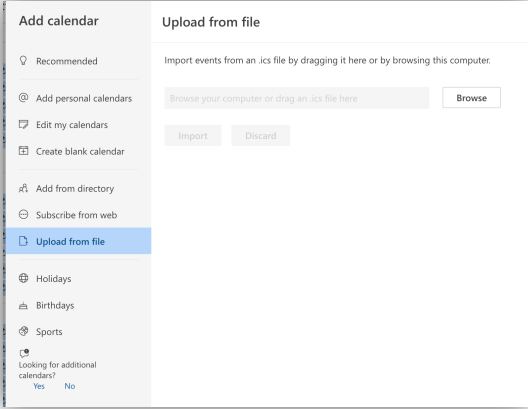 Add calendar
Recommended
Add personal calendars
Edit my calendars
Create blank calendar
Add from directory
Subscribe from web
Upload from file
Holidays
Birthdays
Sports
Looking for additional
calendars?
Yes No
Upload from file
Import events from an .ics file by dragging it here or by browsing this computer.
Browse your computer or drag an .ics file here
Browse
Import Discard